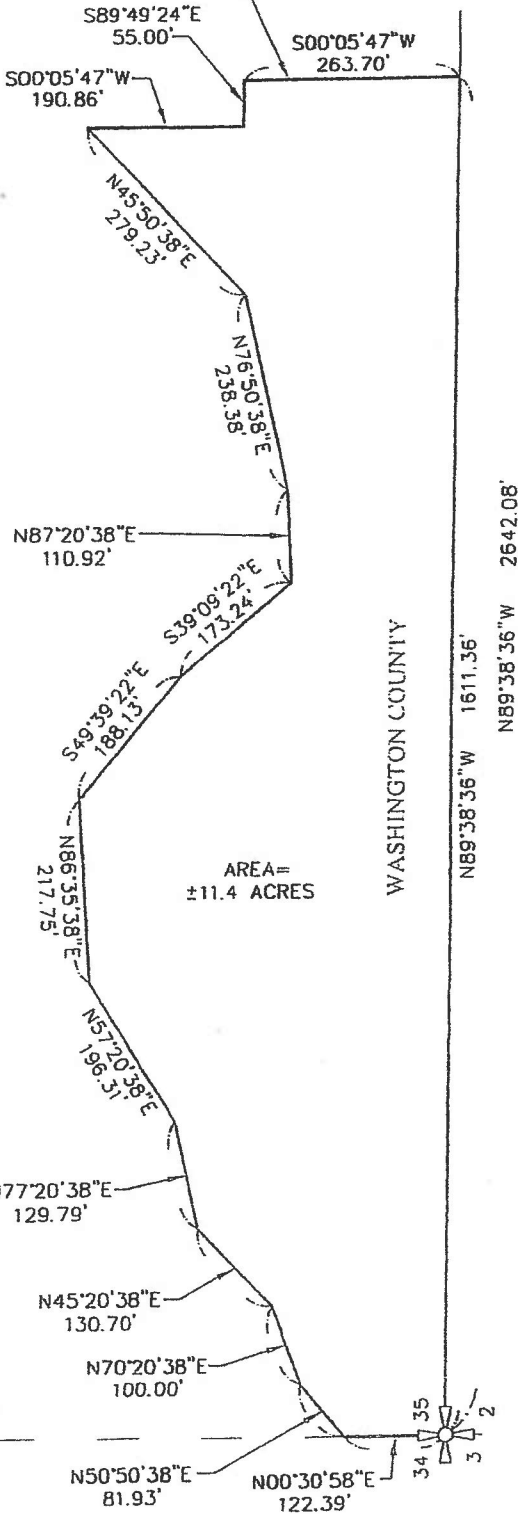 S89°49'24"E
55.00'
S00°05'47"W
263.70'
S00°05'47"W
190.86'
N45°50'38"E
279.23'
N76°50'38"E
238.38'
N87°20'38"E
110.92'
S39°09'22"E
173.24'
S49°39'22"E
188.13'
N86°35'38"E
217.75'
AREA=
±11.4 ACRES
WASHINGTON COUNTY
N89°38'36"W 1611.36'
N89°38'36"W 2642.08'
N57°20'38"E
196.31'
77°20'38"E
129.79'
N45°20'38"E
130.70'
N70°20'38"E
100.00'
N50°50'38"E
81.93'
N00°30'58"E
122.39'
34 35
3 2